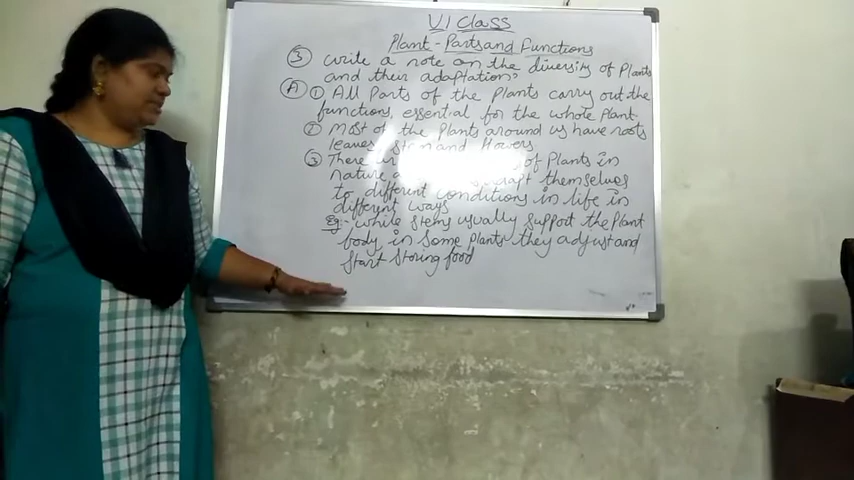 VI Class
Plant - Parts and Functions
③ write a note on the diversity of Plants
and their adaptation?
Ⓐ ① All Parts of the Plants carry out the
functions, essential for the whole Plant.
② Most of the Plants around us have roots
leaves, stem and flowers
③ There of Plants in
nature adapt themselves
to different conditions in life in
different ways
Eg:- while stems usually support the Plant
body, in some plants they adjust and
start storing food